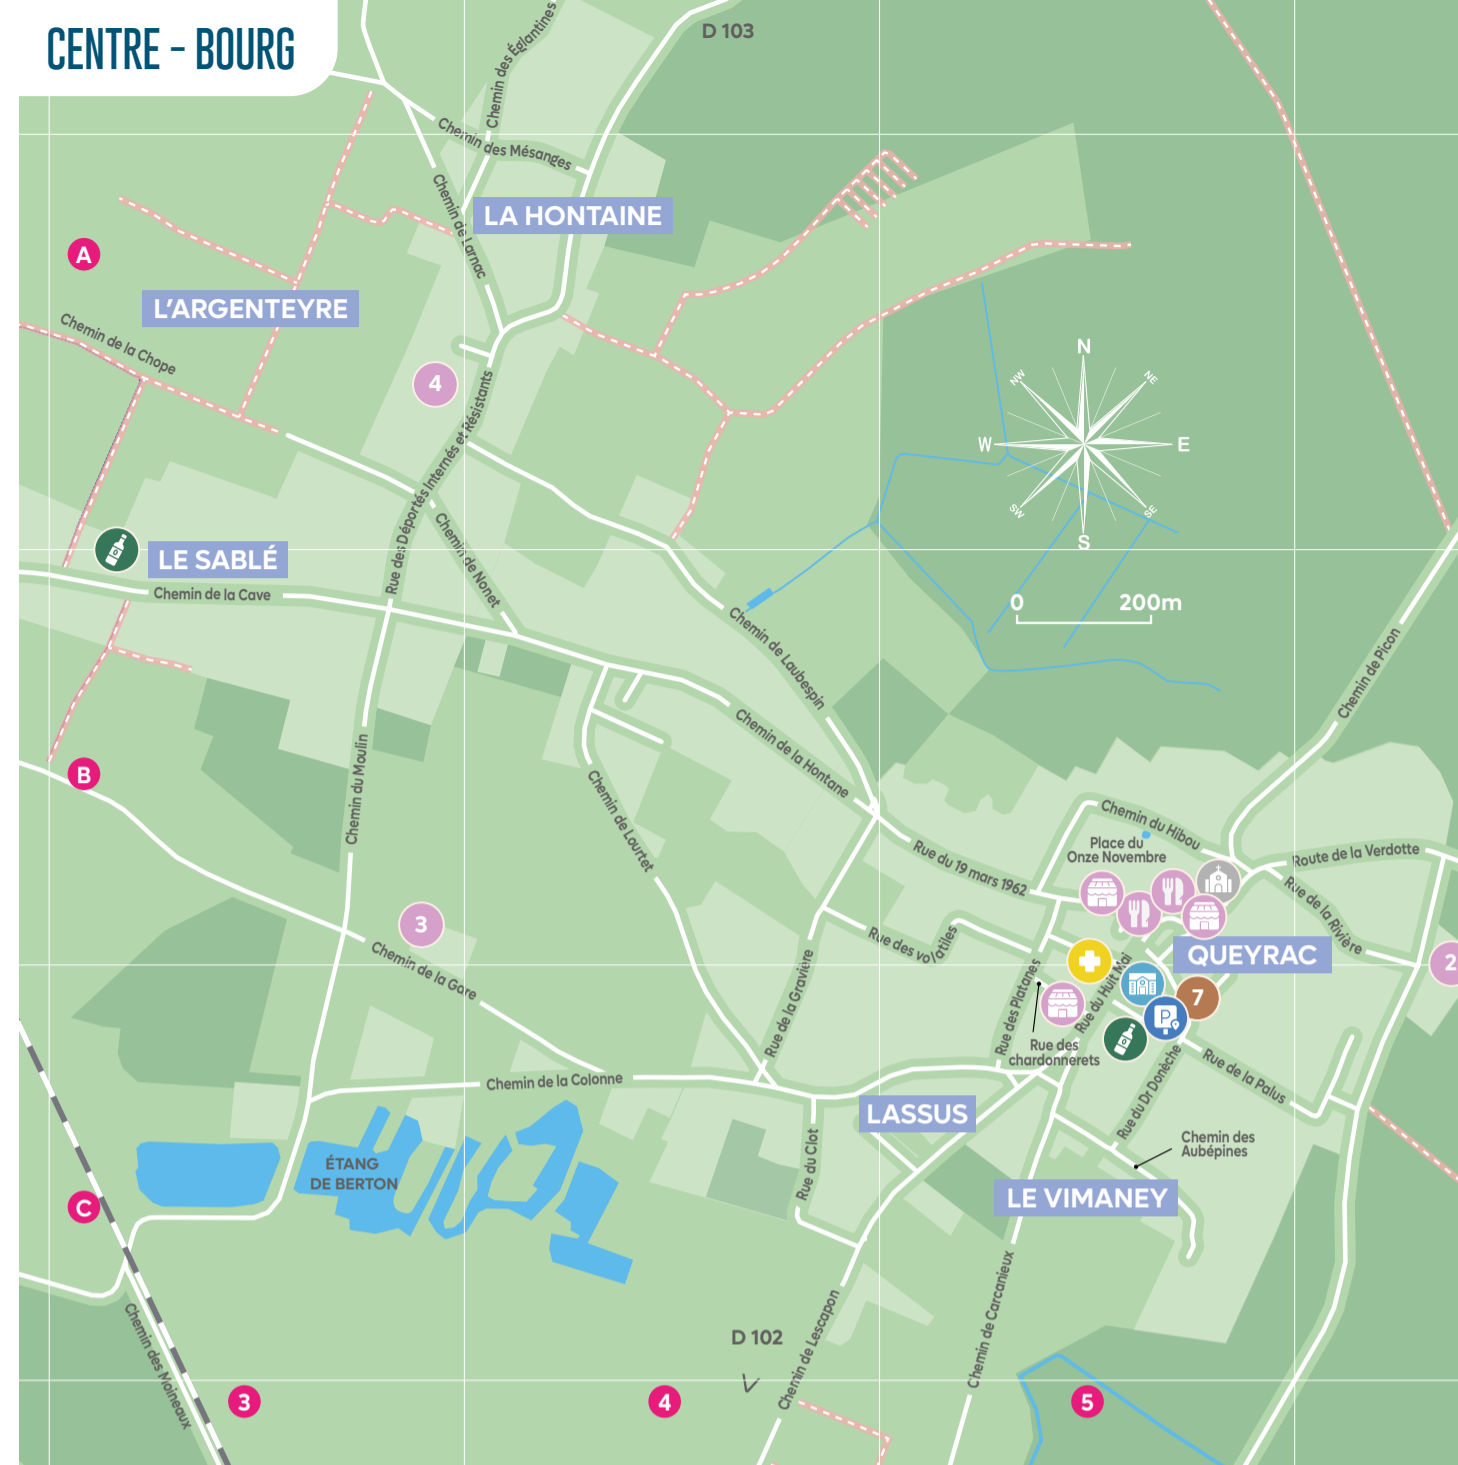 CENTRE - BOURG
D 103
Chemin des Églantines
Chemin des Mésanges
Chemin de Larnac
LA HONTAINE
A
L'ARGENTEYRE
Chemin de la Chope
4
Rue des Déportés Internés et Résistants
N
NE
E
SE
S
SW
W
NW
0
200m
Chemin de Nonet
LE SABLÉ
Chemin de la Cave
Chemin de Laubespin
Chemin de Picon
B
Chemin du Moulin
Chemin de la Hontane
Chemin de Lourtet
Chemin du Hibou
Place du
Onze Novembre
Rue du 19 mars 1962
Route de la Verdotte
Rue de la Rivière
3
Chemin de la Gare
Rue des volatiles
QUEYRAC
2
Rue de la Gravière
Rue des Platanes
Rue du Huit Mai
7
P
Rue des
chardonnerets
Rue de la Palus
Rue du Dr Donèche
Chemin de la Colonne
LASSUS
Rue du Clot
Chemin des
Aubépines
ÉTANG
DE BERTON
LE VIMANEY
C
Chemin des Moineaux
Chemin de Lescapon
Chemin de Carcanieux
D 102
3
4
5